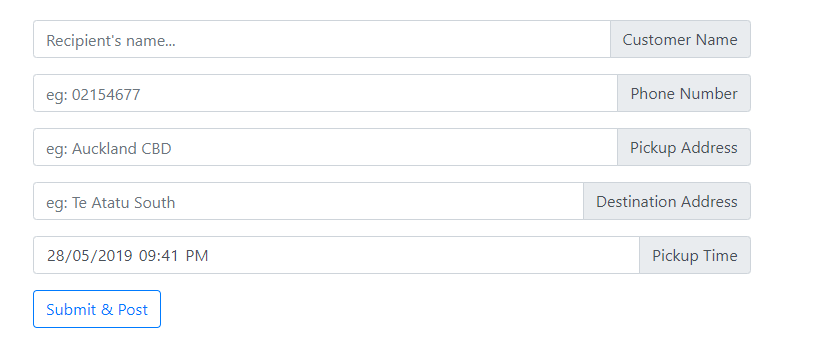 Recipient's name... Customer Name
eg: 02154677 Phone Number
eg: Auckland CBD Pickup Address
eg: Te Atatu South Destination Address
28/05/2019 09:41 PM Pickup Time
Submit & Post